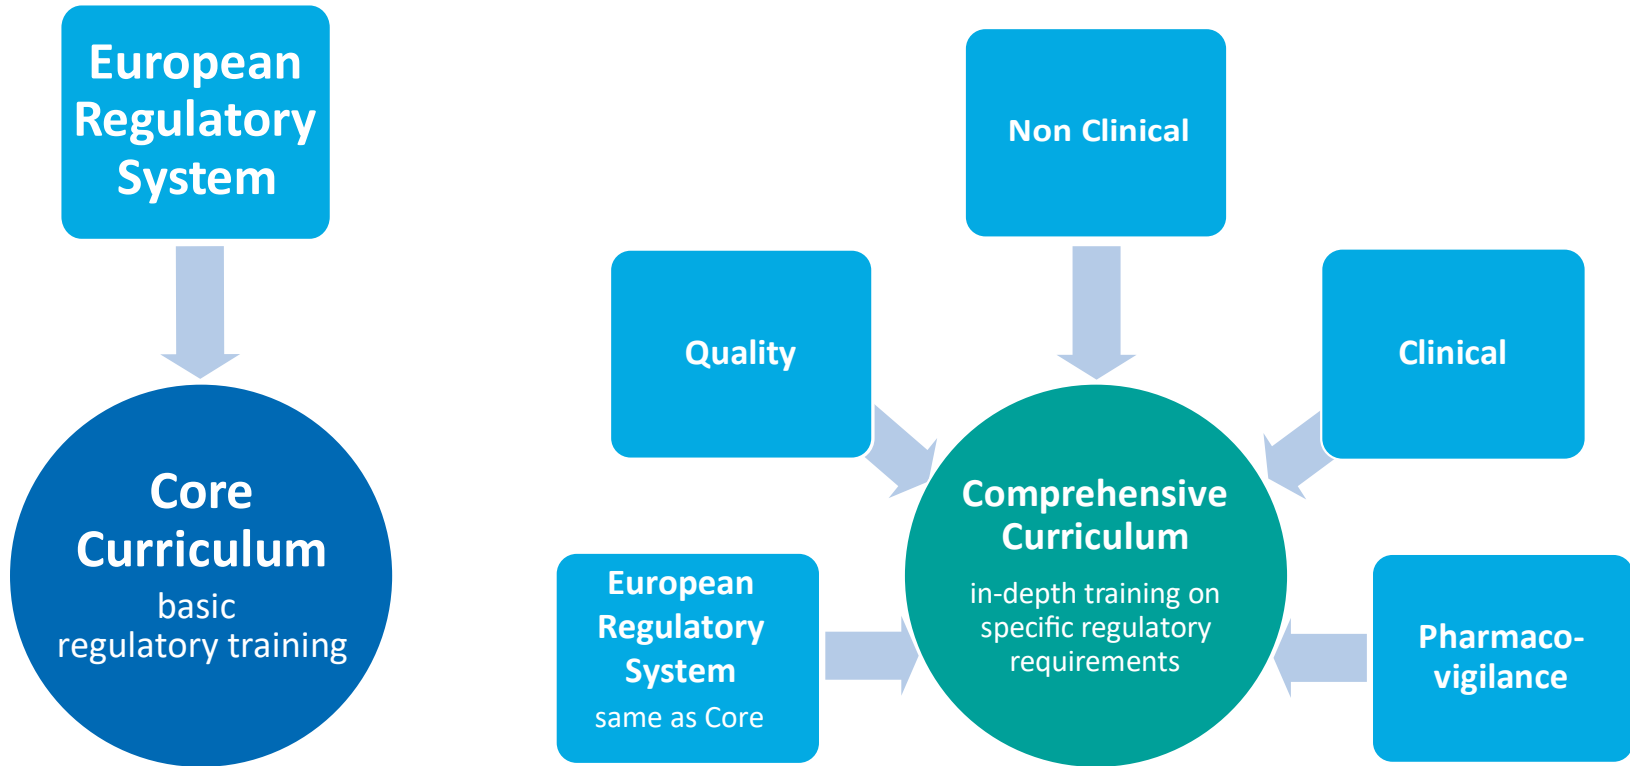 European
Regulatory
System
Core
Curriculum
basic
regulatory training
Non Clinical
Quality
Clinical
European
Regulatory
System
same as Core
Comprehensive
Curriculum
in-depth training on
specific regulatory
requirements
Pharmaco-
vigilance